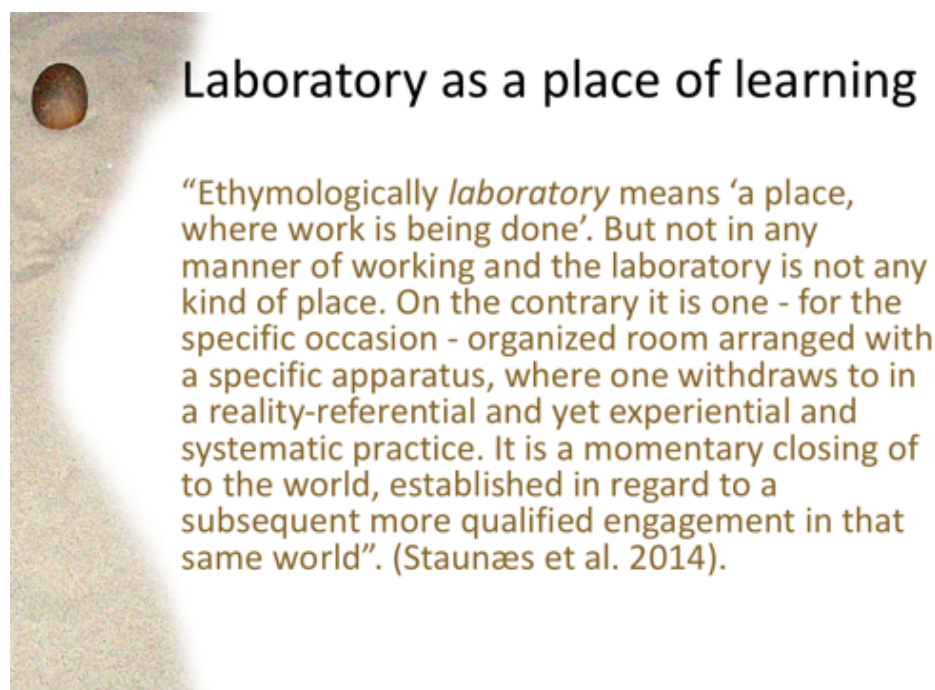 Laboratory as a place of learning
“Ethymologically laboratory means ‘a place,
where work is being done’. But not in any
manner of working and the laboratory is not any
kind of place. On the contrary it is one - for the
specific occasion - organized room arranged with
a specific apparatus, where one withdraws to in
a reality-referential and yet experiential and
systematic practice. It is a momentary closing of
to the world, established in regard to a
subsequent more qualified engagement in that
same world”. (Staunæs et al. 2014).